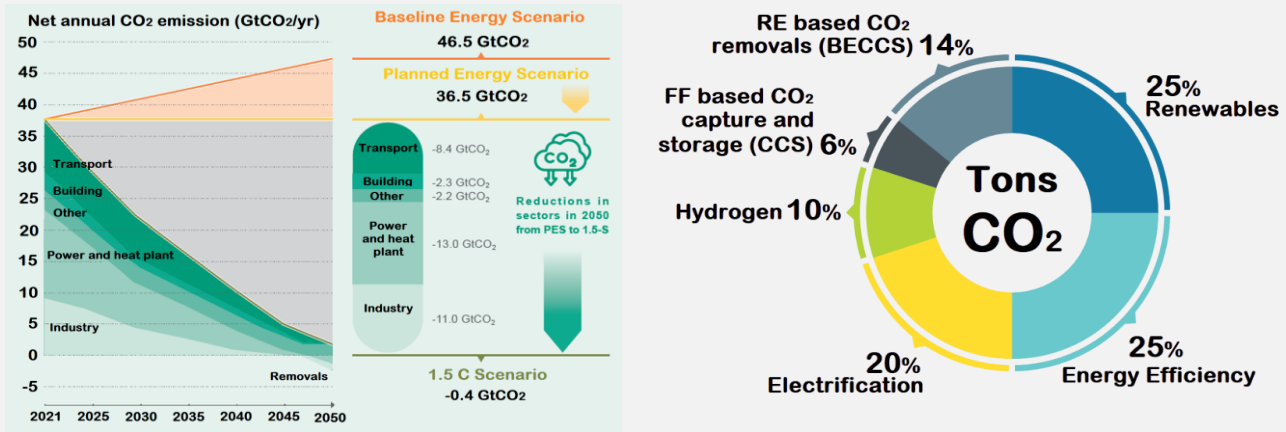 Net annual CO₂ emission (GtCO₂/yr)
50
45
40
35
30
25
20
15
10
5
0
-5
2021
2025
2030
2035
2040
2045
2050
Transport
Building
Other
Power and heat plant
Industry
Removals
Baseline Energy Scenario
46.5 GtCO₂
Planned Energy Scenario
36.5 GtCO₂
Transport
-8.4 GtCO₂
Building
-2.3 GtCO₂
Other
-2.2 GtCO₂
Power
and heat
plant
-13.0 GtCO₂
Industry
-11.0 GtCO₂
CO₂
Reductions in
sectors in 2050
from PES to 1.5-S
1.5 C Scenario
-0.4 GtCO₂
RE based CO₂
removals (BECCS) 14%
FF based CO₂
capture and
storage (CCS) 6%
Hydrogen 10%
20%
Electrification
25%
Energy Efficiency
25%
Renewables
Tons
CO₂